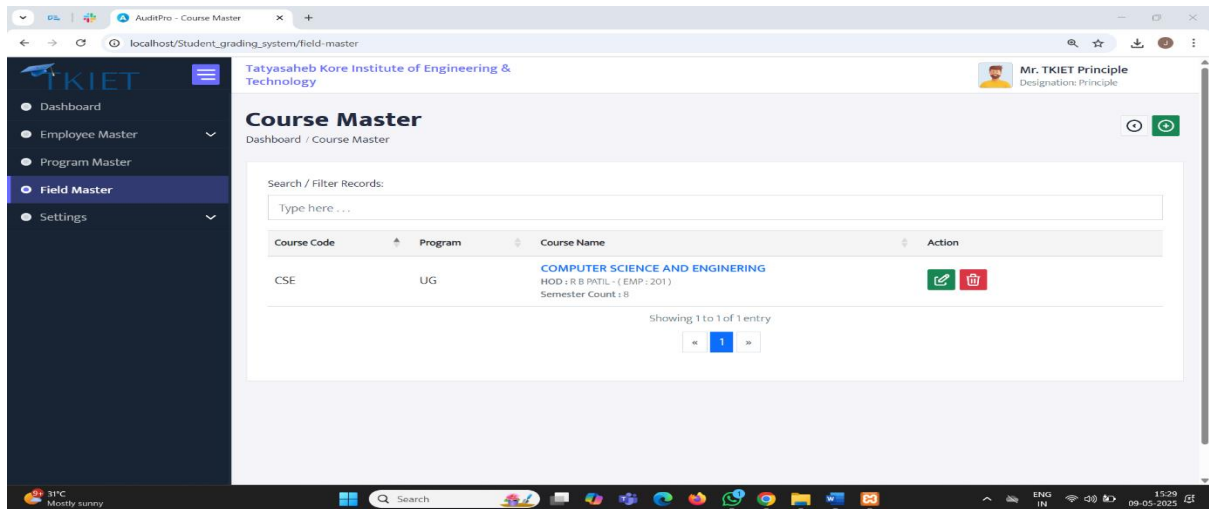 AuditPro - Course Master
localhost/Student_grading_system/field-master
J
TKIET
Tatyasaheb Kore Institute of Engineering &
Technology
Mr. TKIET Principle
Designation: Principle
Dashboard
Employee Master
Program Master
Field Master
Settings
Course Master
Dashboard / Course Master
Search / Filter Records:
Type here . . .
Course Code Program Course Name Action
CSE UG COMPUTER SCIENCE AND ENGINERING
HOD : R B PATIL - ( EMP : 201 )
Semester Count : 8
Showing 1 to 1 of 1 entry
« 1 »
9+ 31°C
Mostly sunny
Search
ENG
IN
15:29
09-05-2025